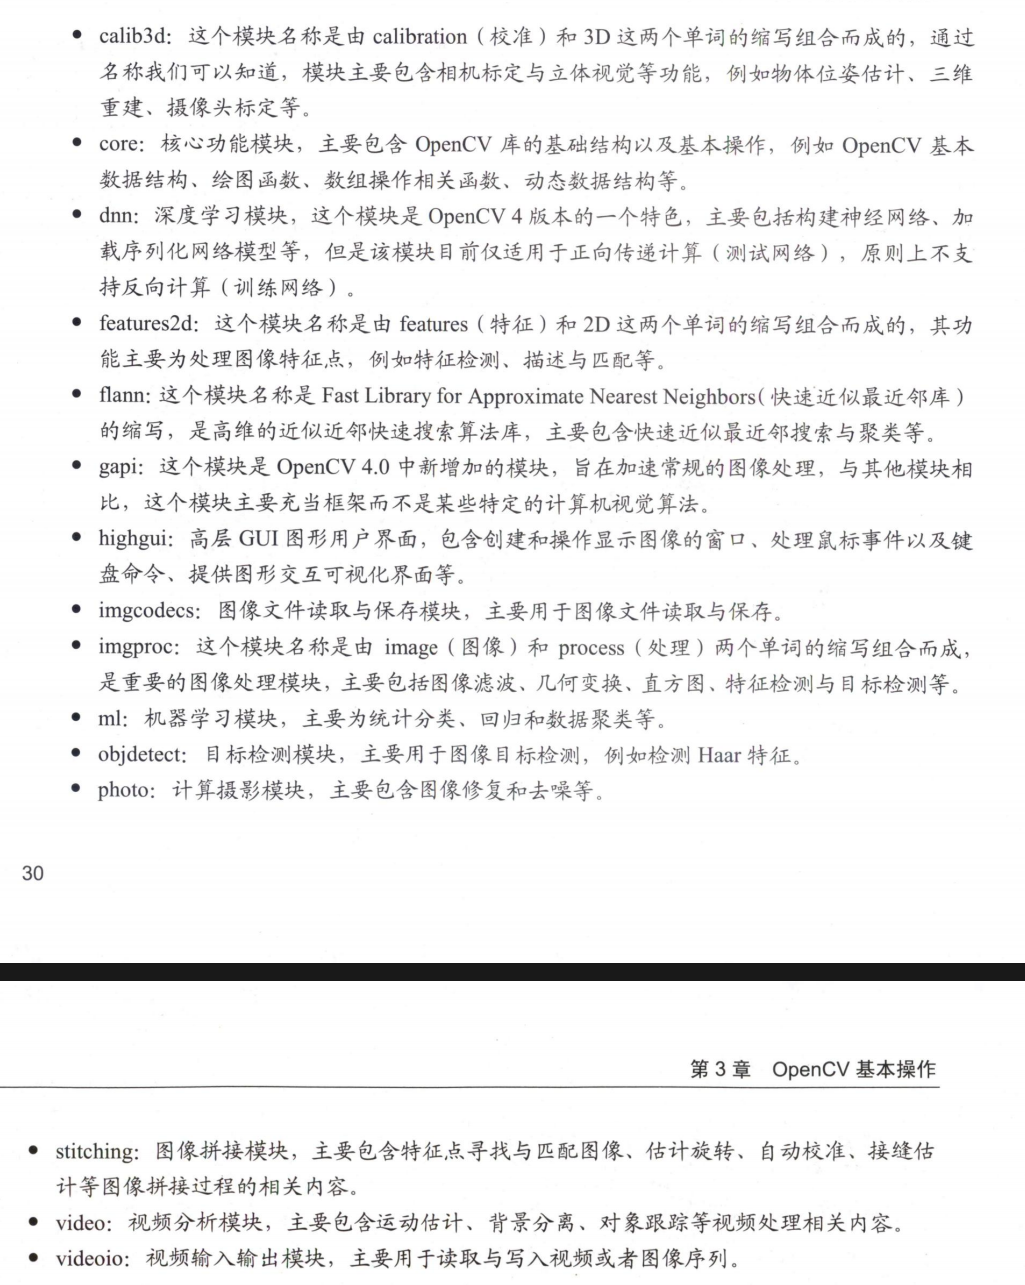 • calib3d：这个模块名称是由 calibration（校准）和 3D 这两个单词的缩写组合而成的，通过
名称我们可以知道，模块主要包含相机标定与立体视觉等功能，例如物体位姿估计、三维
重建、摄像头标定等。
• core：核心功能模块，主要包含 OpenCV 库的基础结构以及基本操作，例如 OpenCV 基本
数据结构、绘图函数、数组操作相关函数、动态数据结构等。
• dnn：深度学习模块，这个模块是 OpenCV 4 版本的一个特色，主要包括构建神经网络、加
载序列化网络模型等，但是该模块目前仅适用于正向传递计算（测试网络），原则上不支
持反向计算（训练网络）。
• features2d：这个模块名称是由 features（特征）和 2D 这两个单词的缩写组合而成的，其功
能主要为处理图像特征点，例如特征检测、描述与匹配等。
• flann: 这个模块名称是 Fast Library for Approximate Nearest Neighbors（快速近似最近邻库）
的缩写，是高维的近似近邻快速搜索算法库，主要包含快速近似最近邻搜索与聚类等。
• gapi：这个模块是 OpenCV 4.0 中新增加的模块，旨在加速常规的图像处理，与其他模块相
比，这个模块主要充当框架而不是某些特定的计算机视觉算法。
• highgui：高层 GUI 图形用户界面，包含创建和操作显示图像的窗口、处理鼠标事件以及键
盘命令、提供图形交互可视化界面等。
• imgcodecs：图像文件读取与保存模块，主要用于图像文件读取与保存。
• imgproc：这个模块名称是由 image（图像）和 process（处理）两个单词的缩写组合而成，
是重要的图像处理模块，主要包括图像滤波、几何变换、直方图、特征检测与目标检测等。
• ml：机器学习模块，主要为统计分类、回归和数据聚类等。
• objdetect：目标检测模块，主要用于图像目标检测，例如检测 Haar 特征。
• photo：计算摄影模块，主要包含图像修复和去噪等。
30
第 3 章 OpenCV 基本操作
• stitching：图像拼接模块，主要包含特征点寻找与匹配图像、估计旋转、自动校准、接缝估
计等图像拼接过程的相关内容。
• video：视频分析模块，主要包含运动估计、背景分离、对象跟踪等视频处理相关内容。
• videoio：视频输入输出模块，主要用于读取与写入视频或者图像序列。